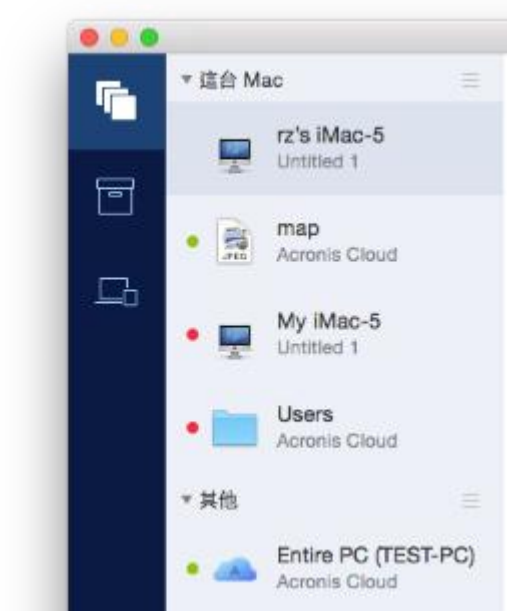 這台 Mac
rz's iMac-5
Untitled 1
map
JPEG
Acronis Cloud
My iMac-5
Untitled 1
Users
Acronis Cloud
其他
Entire PC (TEST-PC)
Acronis Cloud